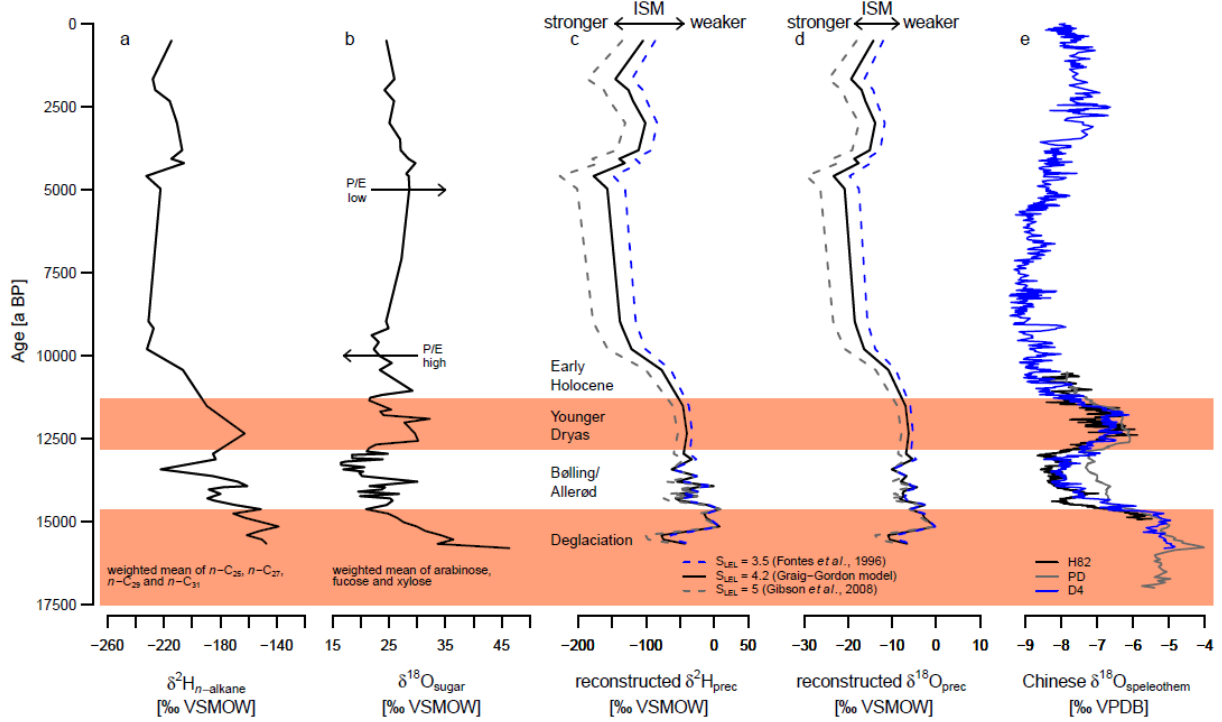 ISM
stronger
weaker
ISM
stronger
weaker
a
b
c
d
e
Age [a BP]
0
2500
5000
7500
10000
12500
15000
17500
P/E
low
P/E
high
Early
Holocene
Younger
Dryas
Bølling/
Allerød
Deglaciation
weighted mean of n−C25, n−C27,
n−C29 and n−C31
weighted mean of arabinose,
fucose and xylose
SLEL = 3.5 (Fontes et al., 1996)
SLEL = 4.2 (Graig−Gordon model)
SLEL = 5 (Gibson et al., 2008)
H82
PD
D4
−260 −220 −180 −140
15 25 35 45
−200 −100 −50 0 50
−30 −20 −10 0 10
−9 −8 −7 −6 −5 −4
δ2Hn−alkane
[‰ VSMOW]
δ18Osugar
[‰ VSMOW]
reconstructed δ2Hprec
[‰ VSMOW]
reconstructed δ18Oprec
[‰ VSMOW]
Chinese δ18Ospeleothem
[‰ VPDB]